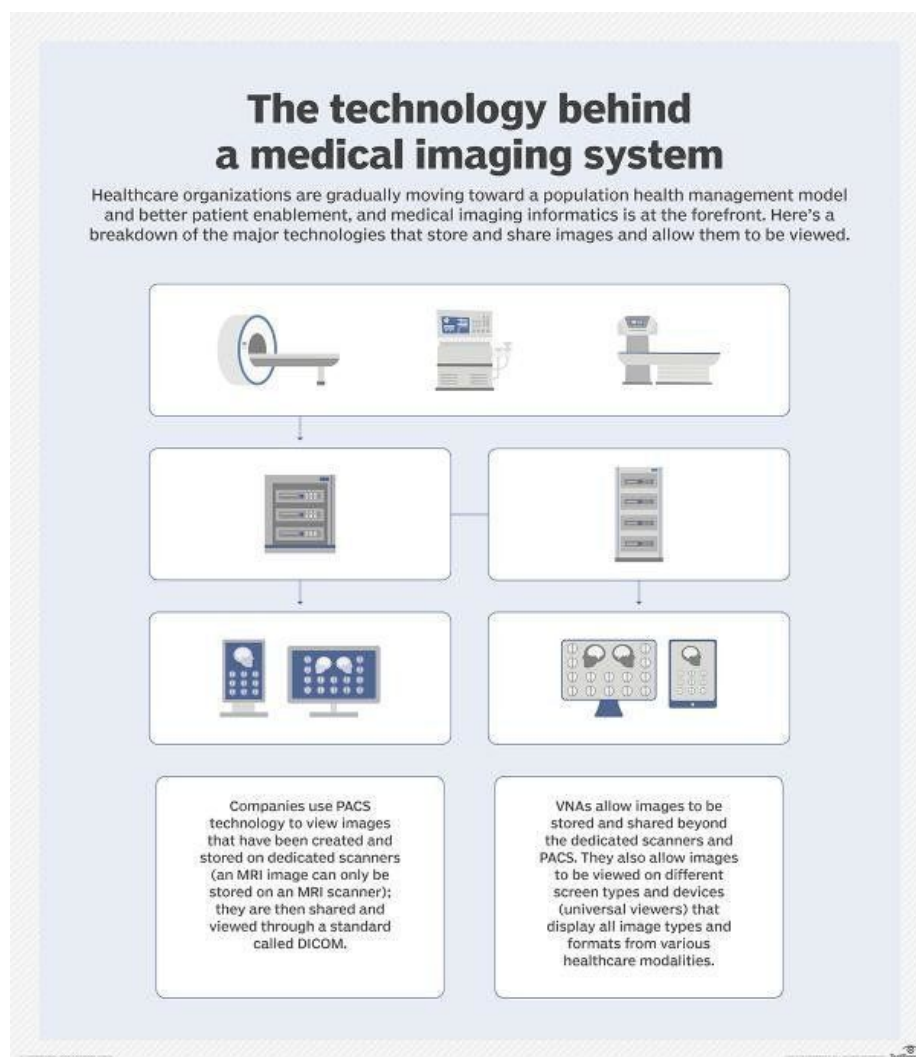 The technology behind
a medical imaging system
Healthcare organizations are gradually moving toward a population health management model
and better patient enablement, and medical imaging informatics is at the forefront. Here's a
breakdown of the major technologies that store and share images and allow them to be viewed.
Companies use PACS
technology to view images
that have been created and
stored on dedicated scanners
(an MRI image can only be
stored on an MRI scanner);
they are then shared and
viewed through a standard
called DICOM.
VNAs allow images to be
stored and shared beyond
the dedicated scanners and
PACS. They also allow images
to be viewed on different
screen types and devices
(universal viewers) that
display all image types and
formats from various
healthcare modalities.